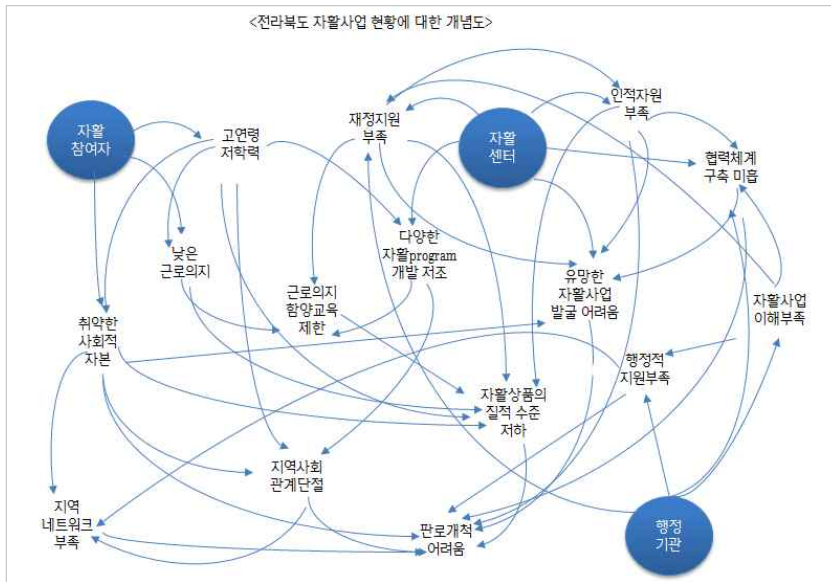 <전라북도 자활사업 현황에 대한 개념도>
자활
참여자
고연령
저학력
재정지원
부족
자활
센터
인적자원
부족
협력체계
구축 미흡
낮은
근로의지
다양한
자활program
개발 저조
근로의지
함양교육
제한
유망한
자활사업
발굴 어려움
자활사업
이해부족
취약한
사회적
자본
행정적
지원부족
자활상품의
질적 수준
저하
지역사회
관계단절
지역
네트워크
부족
판로개척
어려움
행정
기관